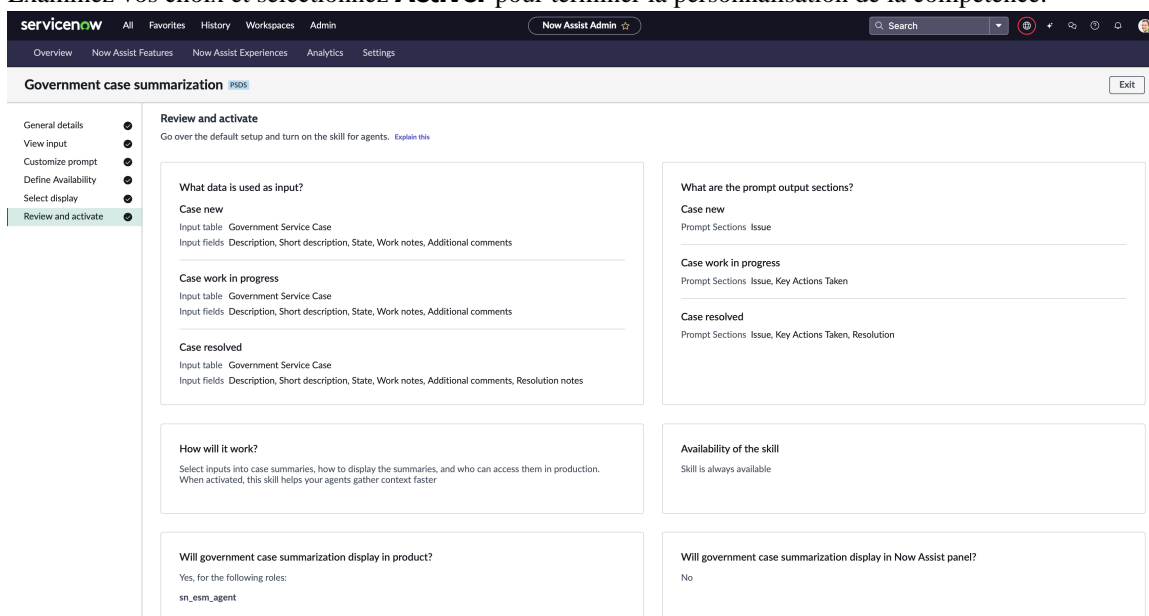 Examinez vos choix et sélectionnez Activer pour terminer la personnalisation de la compétence.
servicenow All Favorites History Workspaces Admin Now Assist Admin ☆ Search
Overview Now Assist Features Now Assist Experiences Analytics Settings
Government case summarization PSDS Exit
General details
View input
Customize prompt
Define Availability
Select display
Review and activate
Review and activate
Go over the default setup and turn on the skill for agents. Explain this
What data is used as input?
Case new
Input table Government Service Case
Input fields Description, Short description, State, Work notes, Additional comments
Case work in progress
Input table Government Service Case
Input fields Description, Short description, State, Work notes, Additional comments
Case resolved
Input table Government Service Case
Input fields Description, Short description, State, Work notes, Additional comments, Resolution notes
What are the prompt output sections?
Case new
Prompt Sections Issue
Case work in progress
Prompt Sections Issue, Key Actions Taken
Case resolved
Prompt Sections Issue, Key Actions Taken, Resolution
How will it work?
Select inputs into case summaries, how to display the summaries, and who can access them in production.
When activated, this skill helps your agents gather context faster
Availability of the skill
Skill is always available
Will government case summarization display in product?
Yes, for the following roles:
sn_esm_agent
Will government case summarization display in Now Assist panel?
No